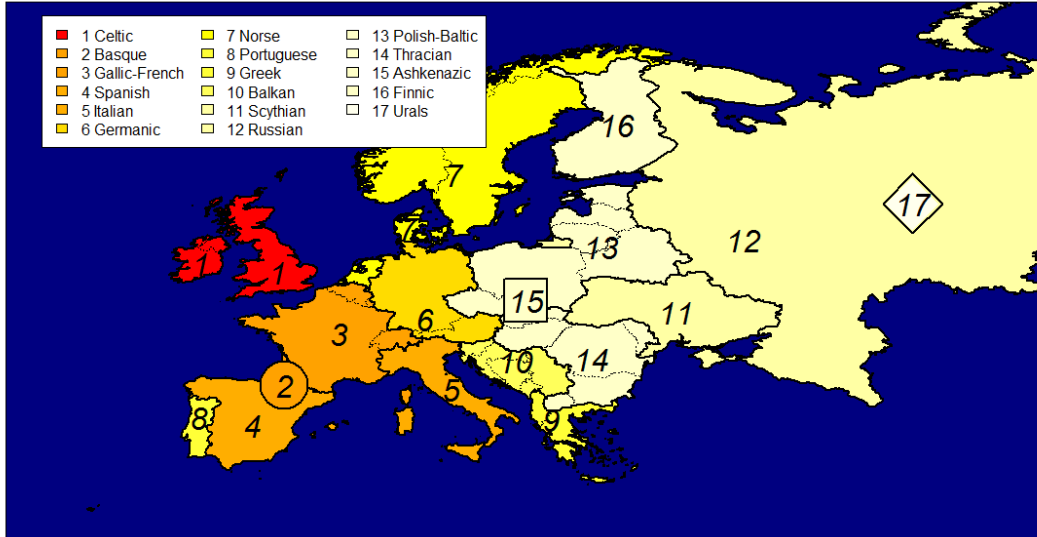 1 Celtic
2 Basque
3 Gallic-French
4 Spanish
5 Italian
6 Germanic
7 Norse
8 Portuguese
9 Greek
10 Balkan
11 Scythian
12 Russian
13 Polish-Baltic
14 Thracian
15 Ashkenazic
16 Finnic
17 Urals
16
7
17
7
13
12
1
1
15
11
6
3
10
14
2
5
8
4
9